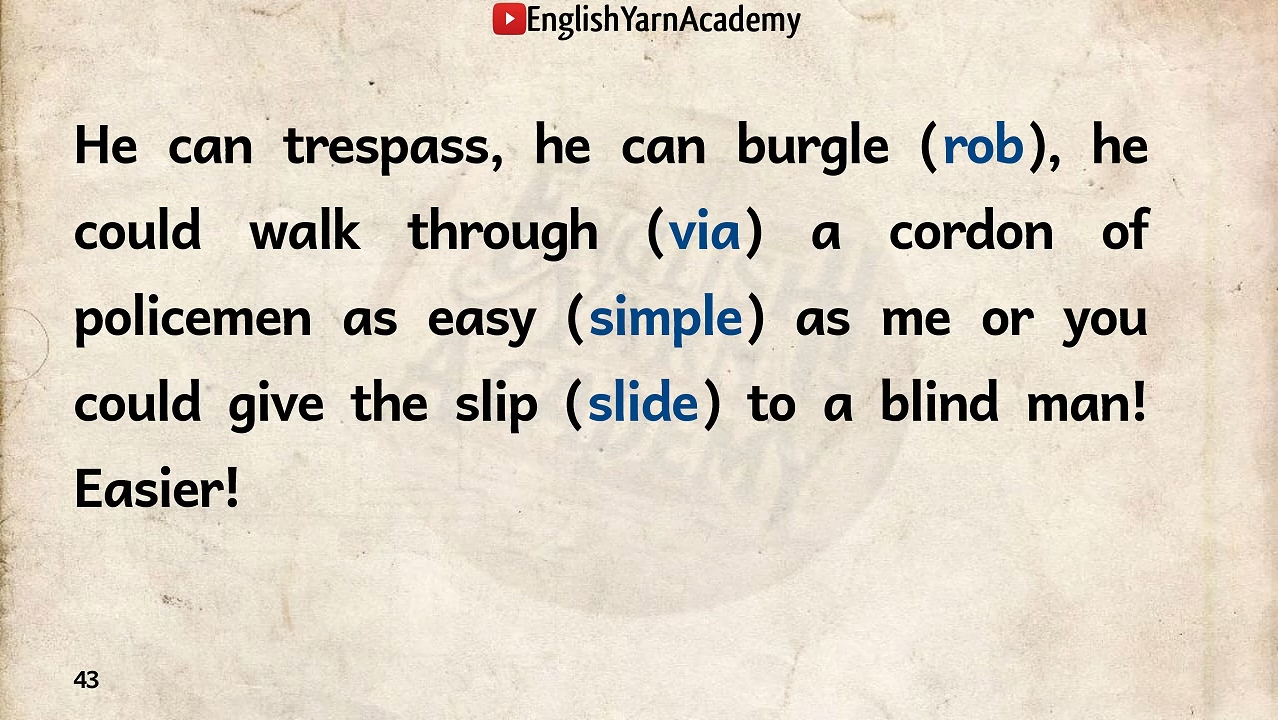 EnglishYarnAcademy
He can trespass, he can burgle (rob), he
could walk through (via) a cordon of
policemen as easy (simple) as me or you
could give the slip (slide) to a blind man!
Easier!
43